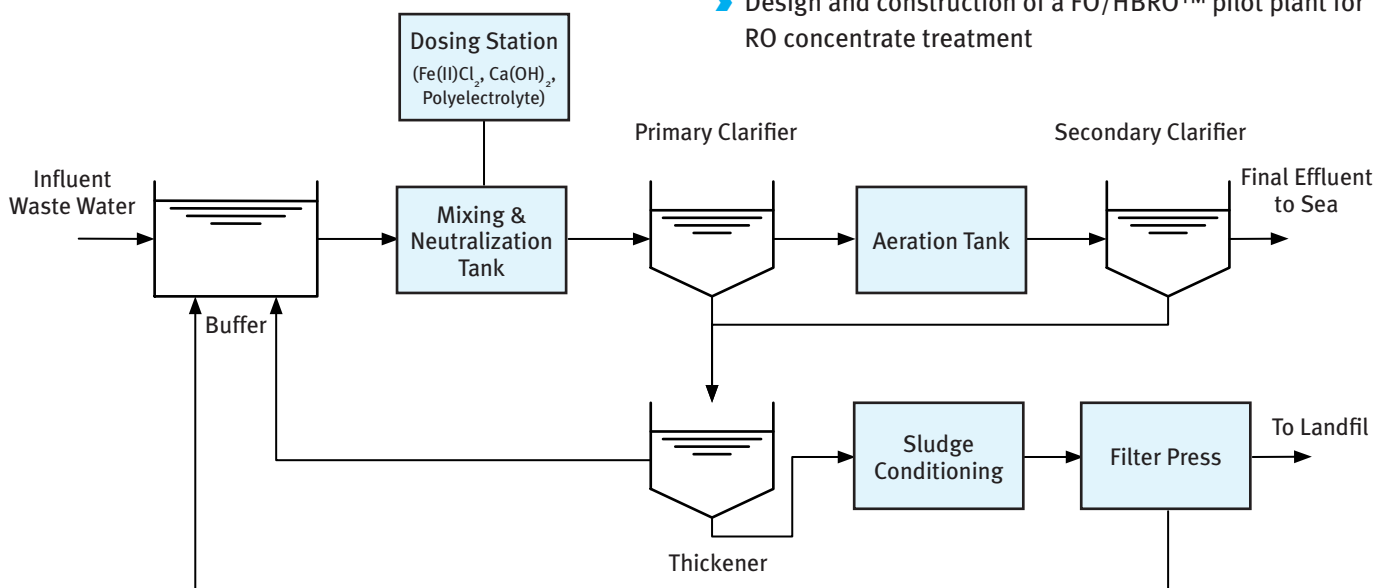 Design and construction of a FO/HBRO™ pilot plant for
RO concentrate treatment
Dosing Station
(Fe(II)Cl₂, Ca(OH)₂,
Polyelectrolyte)
Primary Clarifier
Secondary Clarifier
Influent
Waste Water
Mixing &
Neutralization
Tank
Aeration Tank
Final Effluent
to Sea
Buffer
Sludge
Conditioning
Filter Press
To Landfil
Thickener